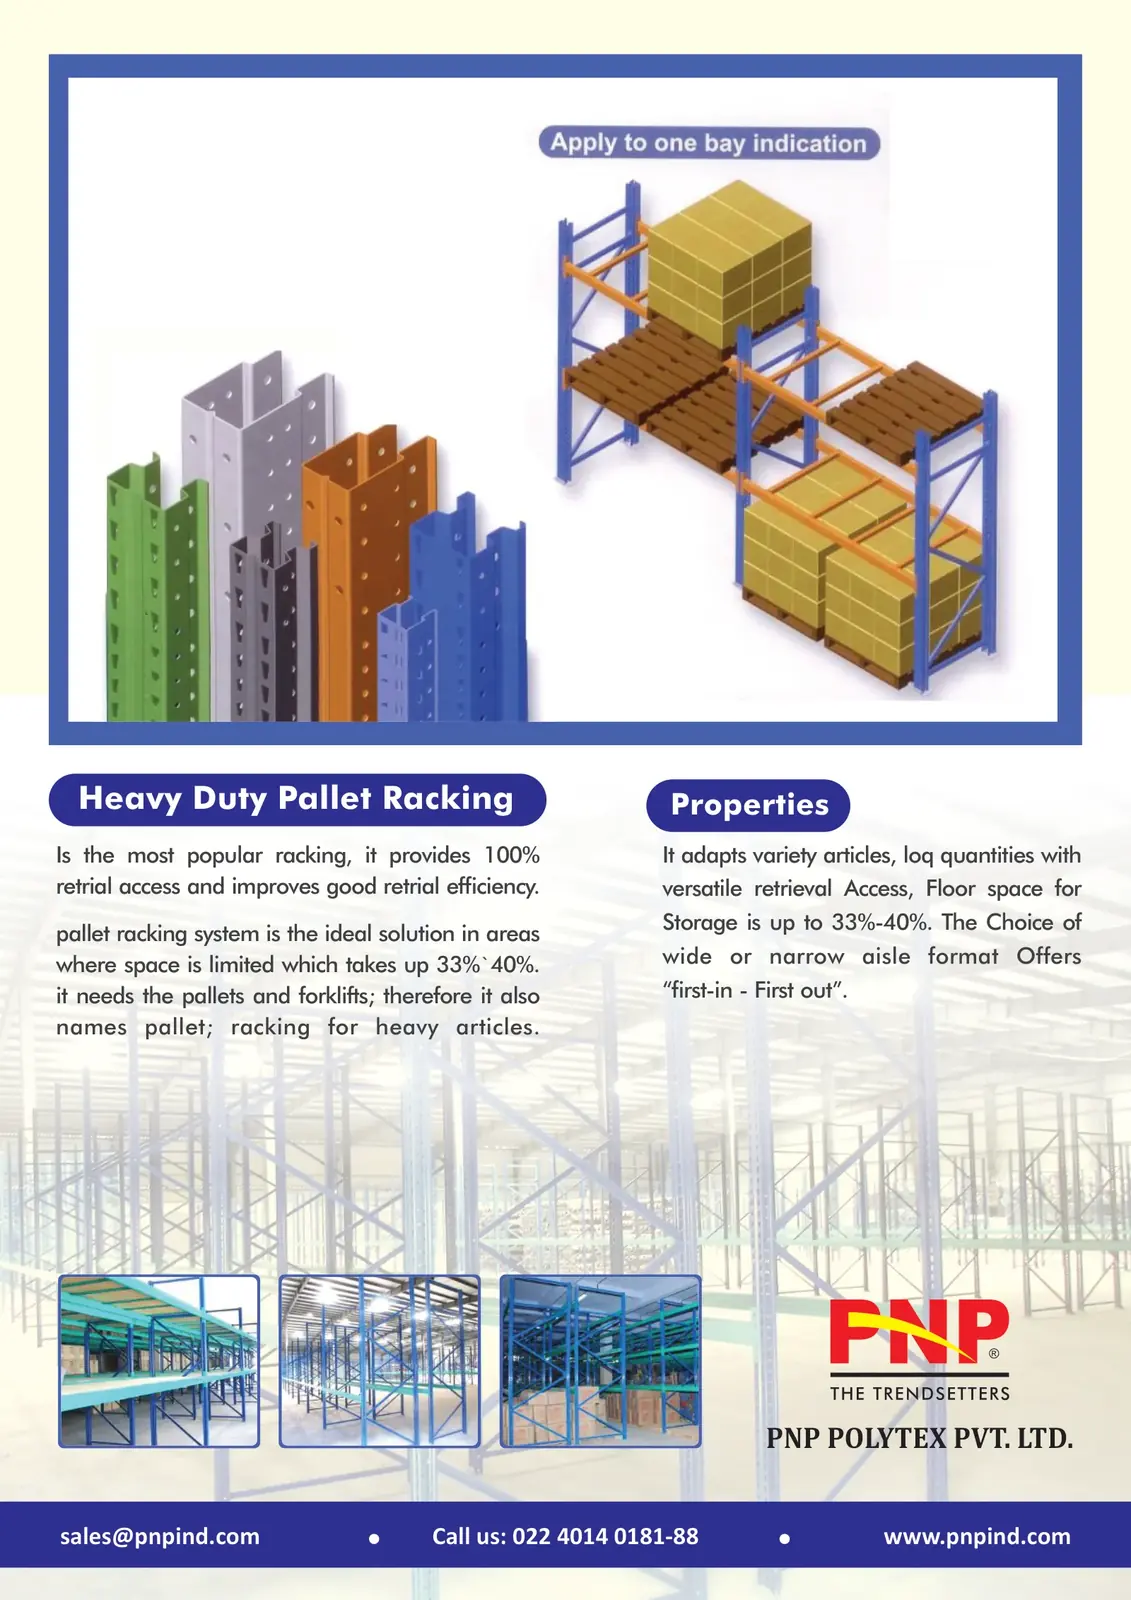 Apply to one bay indication
Heavy Duty Pallet Racking
Is the most popular racking, it provides 100%
retrial access and improves good retrial efficiency.
pallet racking system is the ideal solution in areas
where space is limited which takes up 33%`40%.
it needs the pallets and forklifts; therefore it also
names pallet; racking for heavy articles.
Properties
It adapts variety articles, loq quantities with
versatile retrieval Access, Floor space for
Storage is up to 33%-40%. The Choice of
wide or narrow aisle format Offers
“first-in - First out”.
PNP®
THE TRENDSETTERS
PNP POLYTEX PVT. LTD.
sales@pnpind.com • Call us: 022 4014 0181-88 • www.pnpind.com